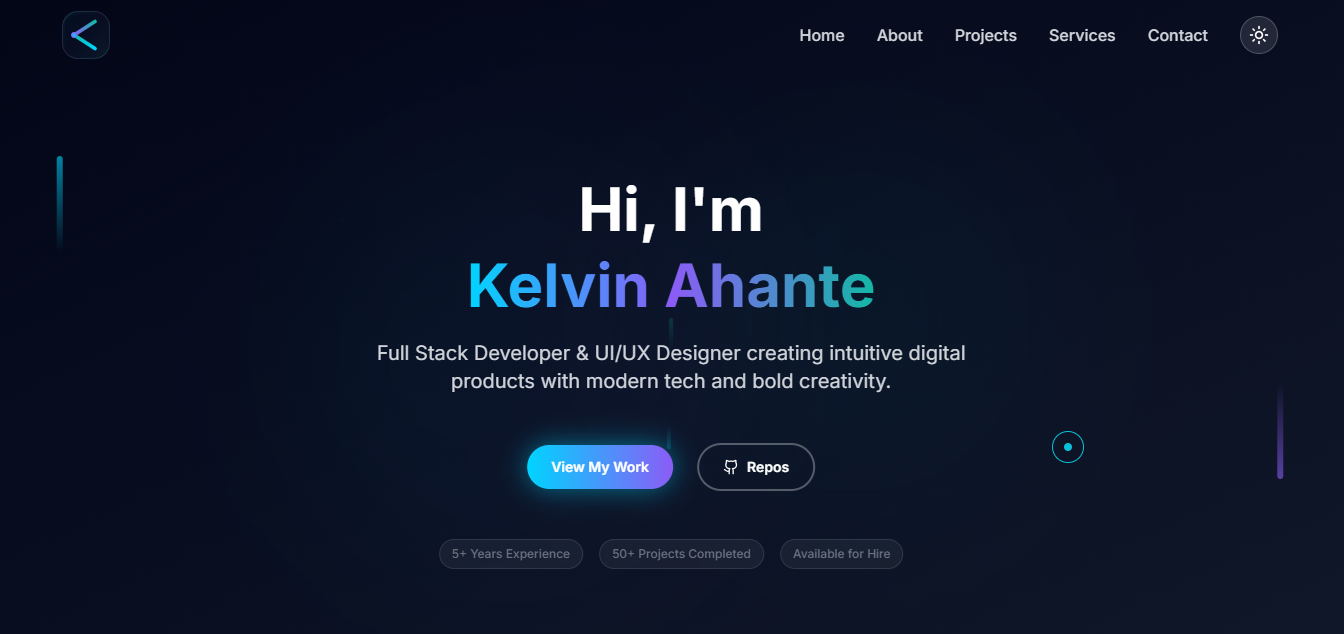 Home About Projects Services Contact
Hi, I'm
Kelvin Ahante
Full Stack Developer & UI/UX Designer creating intuitive digital
products with modern tech and bold creativity.
View My Work Repos
5+ Years Experience 50+ Projects Completed Available for Hire